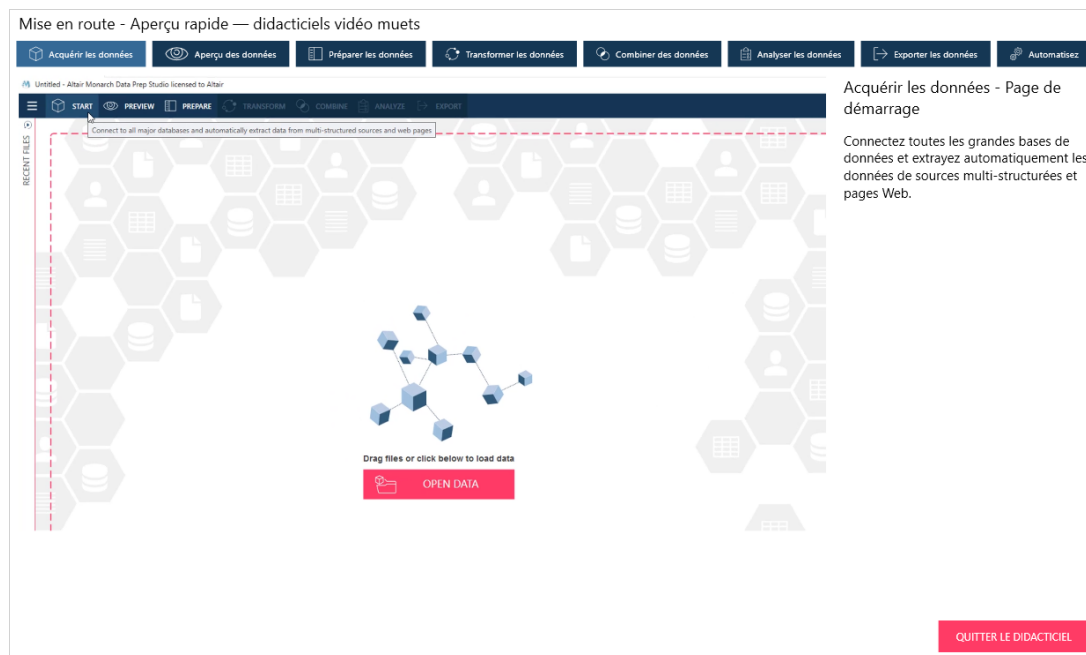 Mise en route - Aperçu rapide — didacticiels vidéo muets
Acquérir les données
Aperçu des données
Préparer les données
Transformer les données
Combiner des données
Analyser les données
Exporter les données
Automatisez
Untitled - Altair Monarch Data Prep Studio licensed to Altair
START
PREVIEW
PREPARE
TRANSFORM
COMBINE
ANALYZE
EXPORT
Connect to all major databases and automatically extract data from multi-structured sources and web pages
RECENT FILES
Drag files or click below to load data
OPEN DATA
Acquérir les données - Page de
démarrage
Connectez toutes les grandes bases de
données et extrayez automatiquement les
données de sources multi-structurées et
pages Web.
QUITTER LE DIDACTICIEL